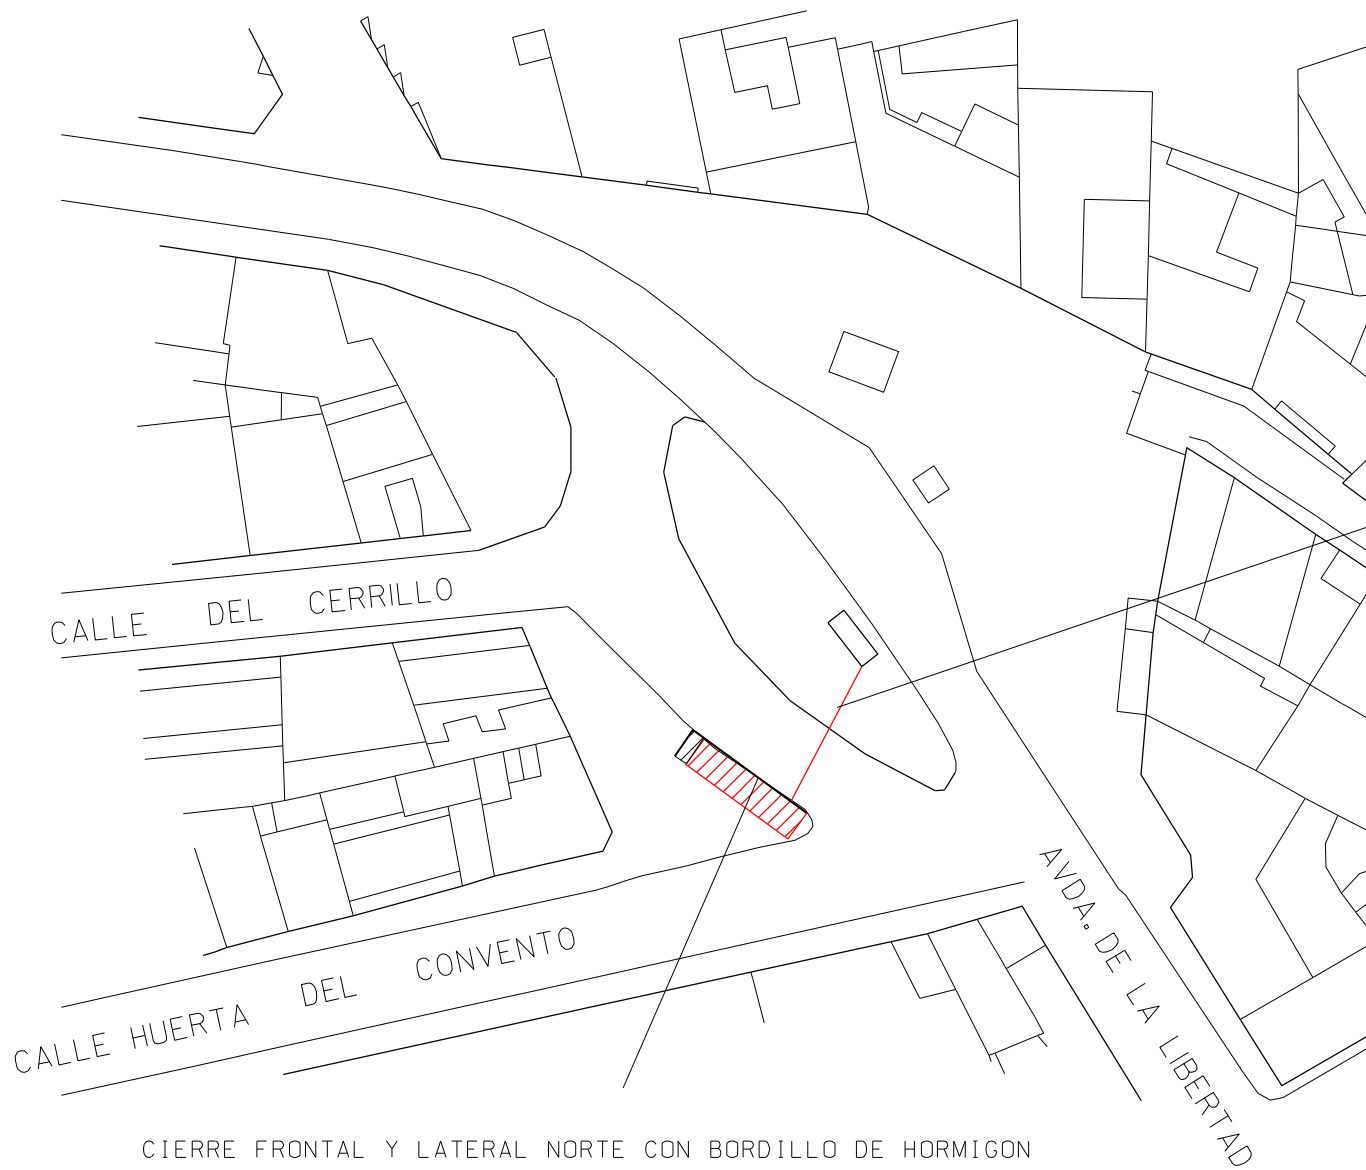 CALLE DEL CERRILLO
CALLE HUERTA DEL CONVENTO
AVDA. DE LA LIBERTAD
CIERRE FRONTAL Y LATERAL NORTE CON BORDILLO DE HORMIGON